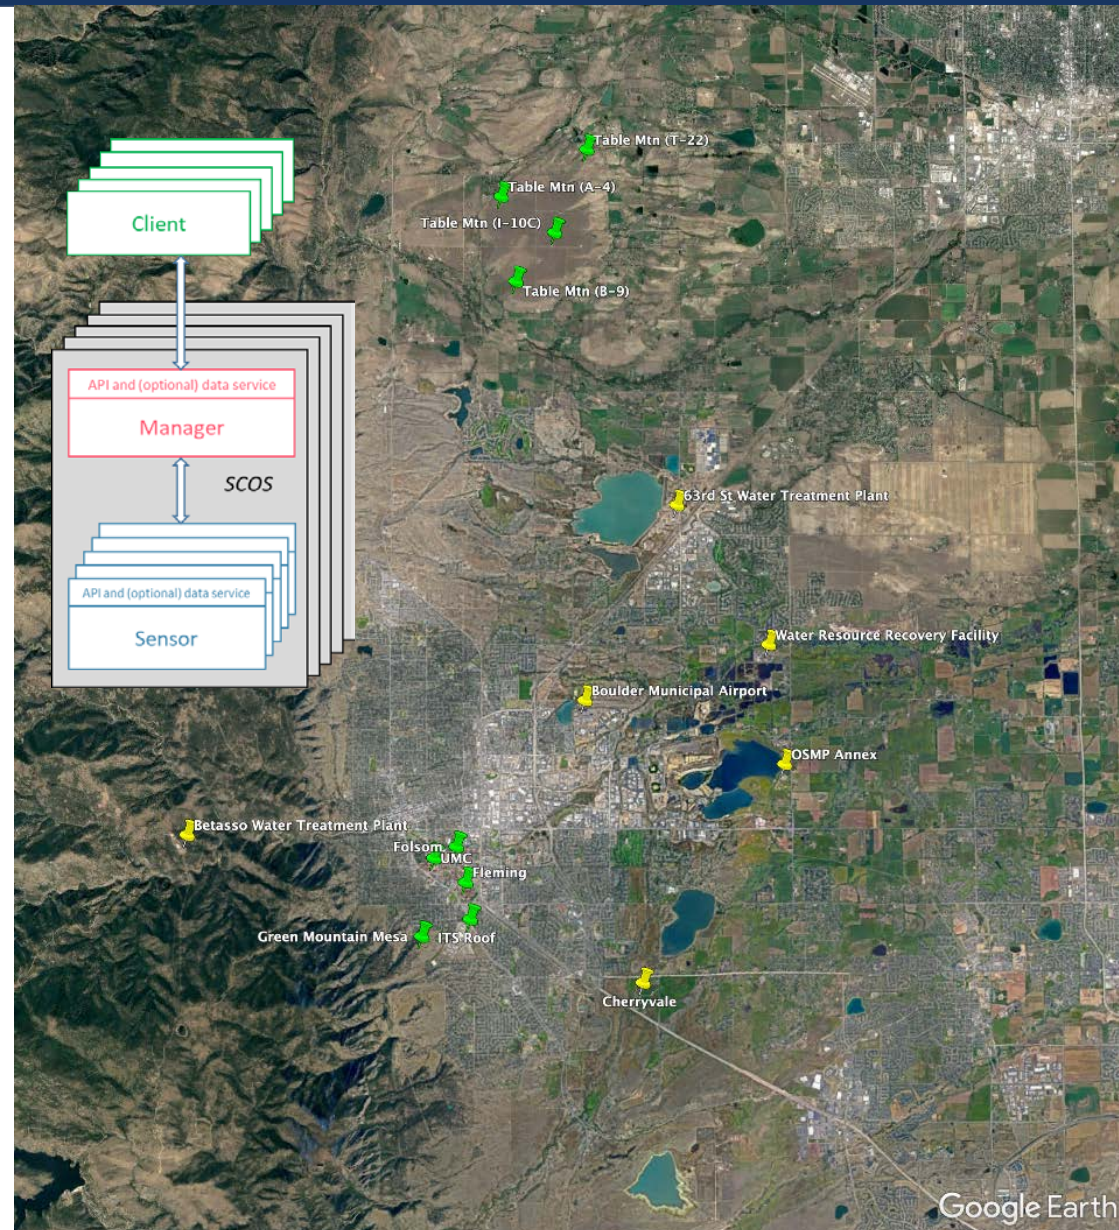 Table Mtn (T-22)
Table Mtn (A-4)
Table Mtn (I-10C)
Table Mtn (B-9)
Client
API and (optional) data service
Manager
SCOS
API and (optional) data service
Sensor
63rd St Water Treatment Plant
Water Resource Recovery Facility
Boulder Municipal Airport
OSMP Annex
Betasso Water Treatment Plant
Folsom
UMC
Fleming
Green Mountain Mesa
ITS Roof
Cherryvale
Google Earth